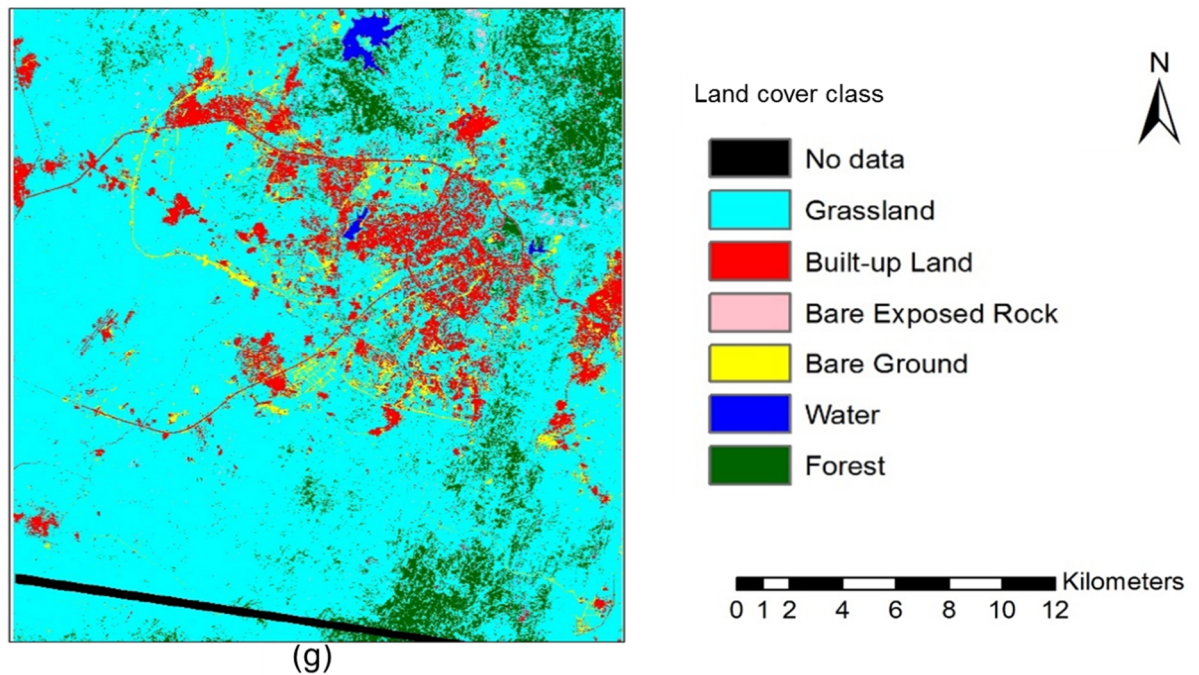 N
Land cover class
No data
Grassland
Built-up Land
Bare Exposed Rock
Bare Ground
Water
Forest
Kilometers
0 1 2 4 6 8 10 12
(g)